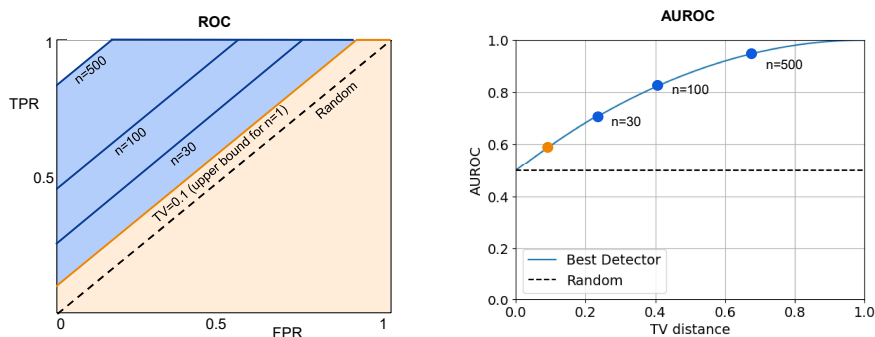 ROC
1
TPR
0.5
0
0.5
1
FPR
n=500
n=100
n=30
TV=0.1 (upper bound for n=1)
Random
AUROC
1.0
0.8
0.6
0.4
0.2
0.0
AUROC
0.0
0.2
0.4
0.6
0.8
1.0
TV distance
n=500
n=100
n=30
Best Detector
Random